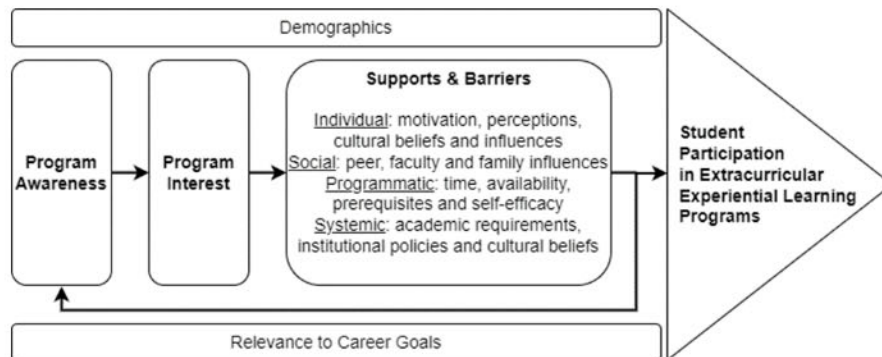 Demographics
Program
Awareness
Program
Interest
Supports & Barriers
Individual: motivation, perceptions,
cultural beliefs and influences
Social: peer, faculty and family influences
Programmatic: time, availability,
prerequisites and self-efficacy
Systemic: academic requirements,
institutional policies and cultural beliefs
Student
Participation
in Extracurricular
Experiential Learning
Programs
Relevance to Career Goals